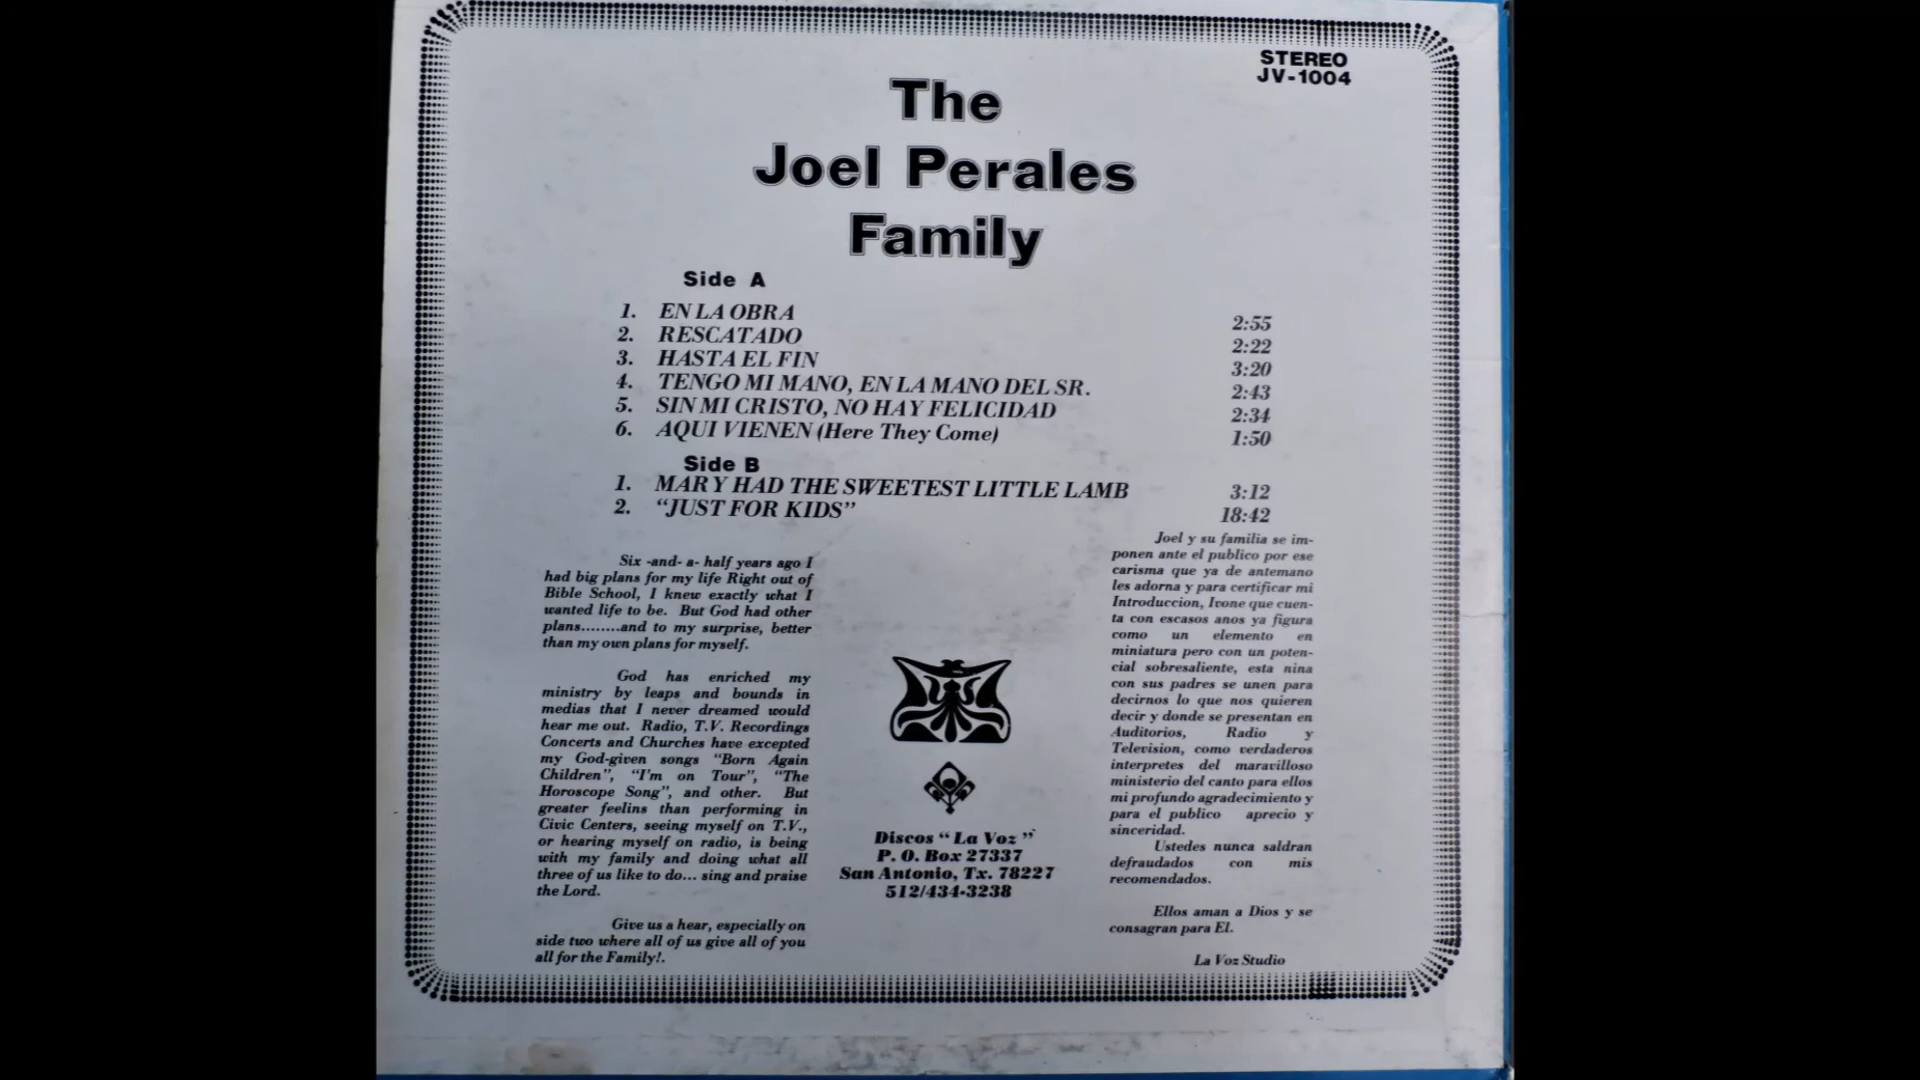 STEREO
JV-1004
The
Joel Perales
Family
Side A
1. EN LA OBRA 2:55
2. RESCATADO 2:22
3. HASTA EL FIN 3:20
4. TENGO MI MANO, EN LA MANO DEL SR. 2:43
5. SIN MI CRISTO, NO HAY FELICIDAD 2:34
6. AQUI VIENEN (Here They Come) 1:50
Side B
1. MARY HAD THE SWEETEST LITTLE LAMB 3:12
2. “JUST FOR KIDS” 18:42
Six -and- a- half years ago I
had big plans for my life Right out of
Bible School, I knew exactly what I
wanted life to be. But God had other
plans........and to my surprise, better
than my own plans for myself.
God has enriched my
ministry by leaps and bounds in
medias that I never dreamed would
hear me out. Radio, T.V. Recordings
Concerts and Churches have excepted
my God-given songs “Born Again
Children”, “I'm on Tour”, “The
Horoscope Song”, and other. But
greater feelins than performing in
Civic Centers, seeing myself on T.V.,
or hearing myself on radio, is being
with my family and doing what all
three of us like to do... sing and praise
the Lord.
Give us a hear, especially on
side two where all of us give all of you
all for the Family!.
Discos “ La Voz ”
P. O. Box 27337
San Antonio, Tx. 78227
512/434-3238
Joel y su familia se im-
ponen ante el publico por ese
carisma que ya de antemano
les adorna y para certificar mi
Introduccion, Ivone que cuen-
ta con escasos anos ya figura
como un elemento en
miniatura pero con un poten-
cial sobresaliente, esta nina
con sus padres se unen para
decirnos lo que nos quieren
decir y donde se presentan en
Auditorios, Radio y
Television, como verdaderos
interpretes del maravilloso
ministerio del canto para ellos
mi profundo agradecimiento y
para el publico aprecio y
sinceridad.
Ustedes nunca saldran
defraudados con mis
recomendados.
Ellos aman a Dios y se
consagran para El.
La Voz Studio